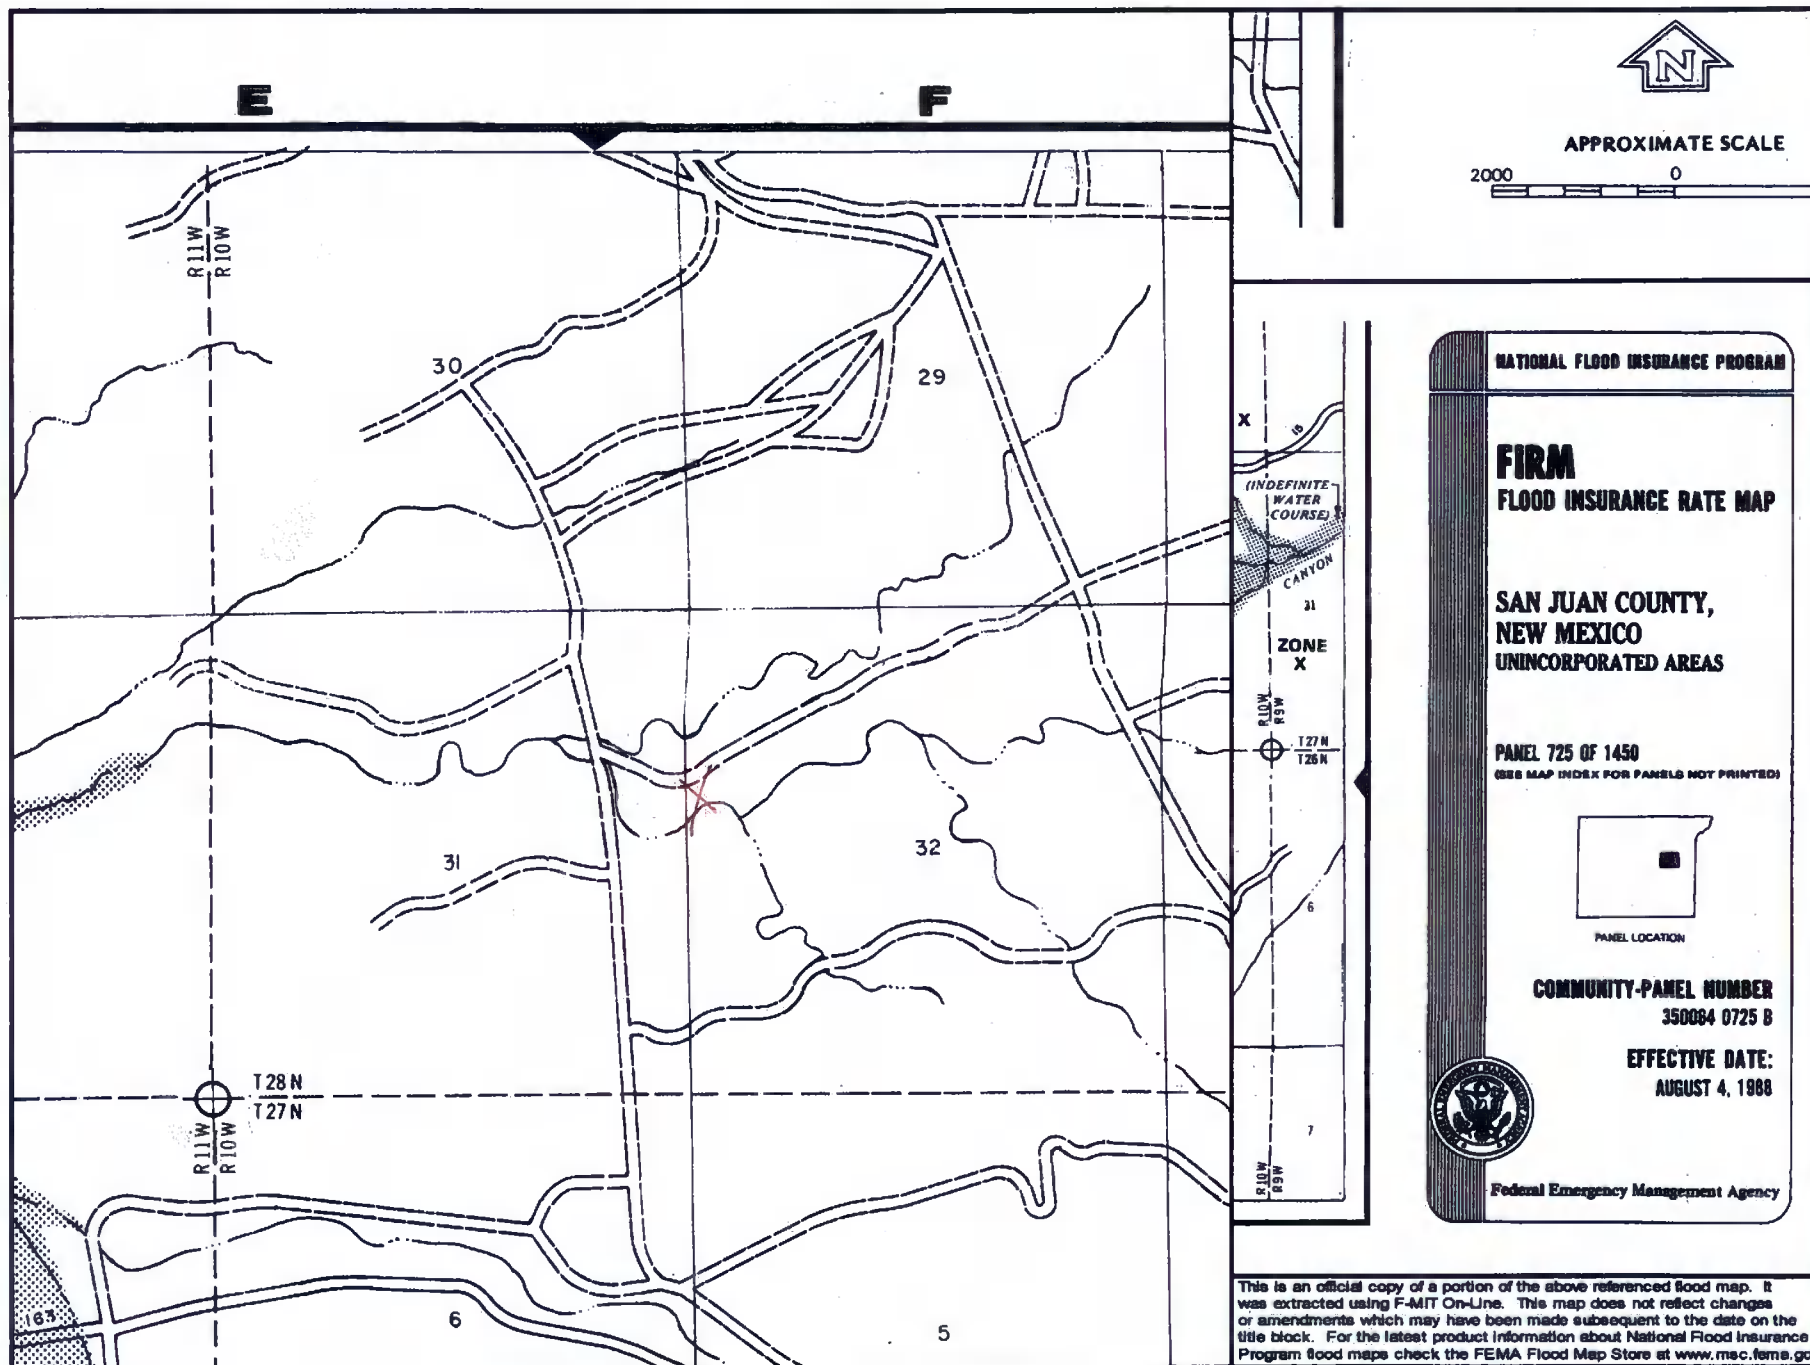 E
F
R11W
R10W
30
29
31
32
T28N
T27N
R11W
R10W
163
6
5
N
APPROXIMATE SCALE
2000
0
X
15
(INDEFINITE
WATER
COURSE)
CANYON
31
ZONE
X
R10W
R9W
T27N
T26N
6
7
R10W
R9W
NATIONAL FLOOD INSURANCE PROGRAM
FIRM
FLOOD INSURANCE RATE MAP
SAN JUAN COUNTY,
NEW MEXICO
UNINCORPORATED AREAS
PANEL 725 OF 1450
(SEE MAP INDEX FOR PANELS NOT PRINTED)
PANEL LOCATION
COMMUNITY-PANEL NUMBER
350064 0725 B
EFFECTIVE DATE:
AUGUST 4, 1988
Federal Emergency Management Agency
This is an official copy of a portion of the above referenced flood map. It
was extracted using F-MIT On-Line. This map does not reflect changes
or amendments which may have been made subsequent to the date on the
title block. For the latest product information about National Flood Insurance
Program flood maps check the FEMA Flood Map Store at www.msc.fema.go